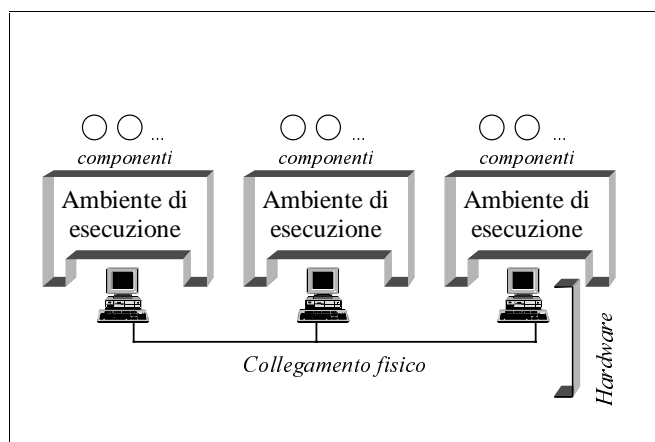 ...
...
...
componenti
componenti
componenti
Ambiente di
esecuzione
Ambiente di
esecuzione
Ambiente di
esecuzione
Collegamento fisico
Hardware